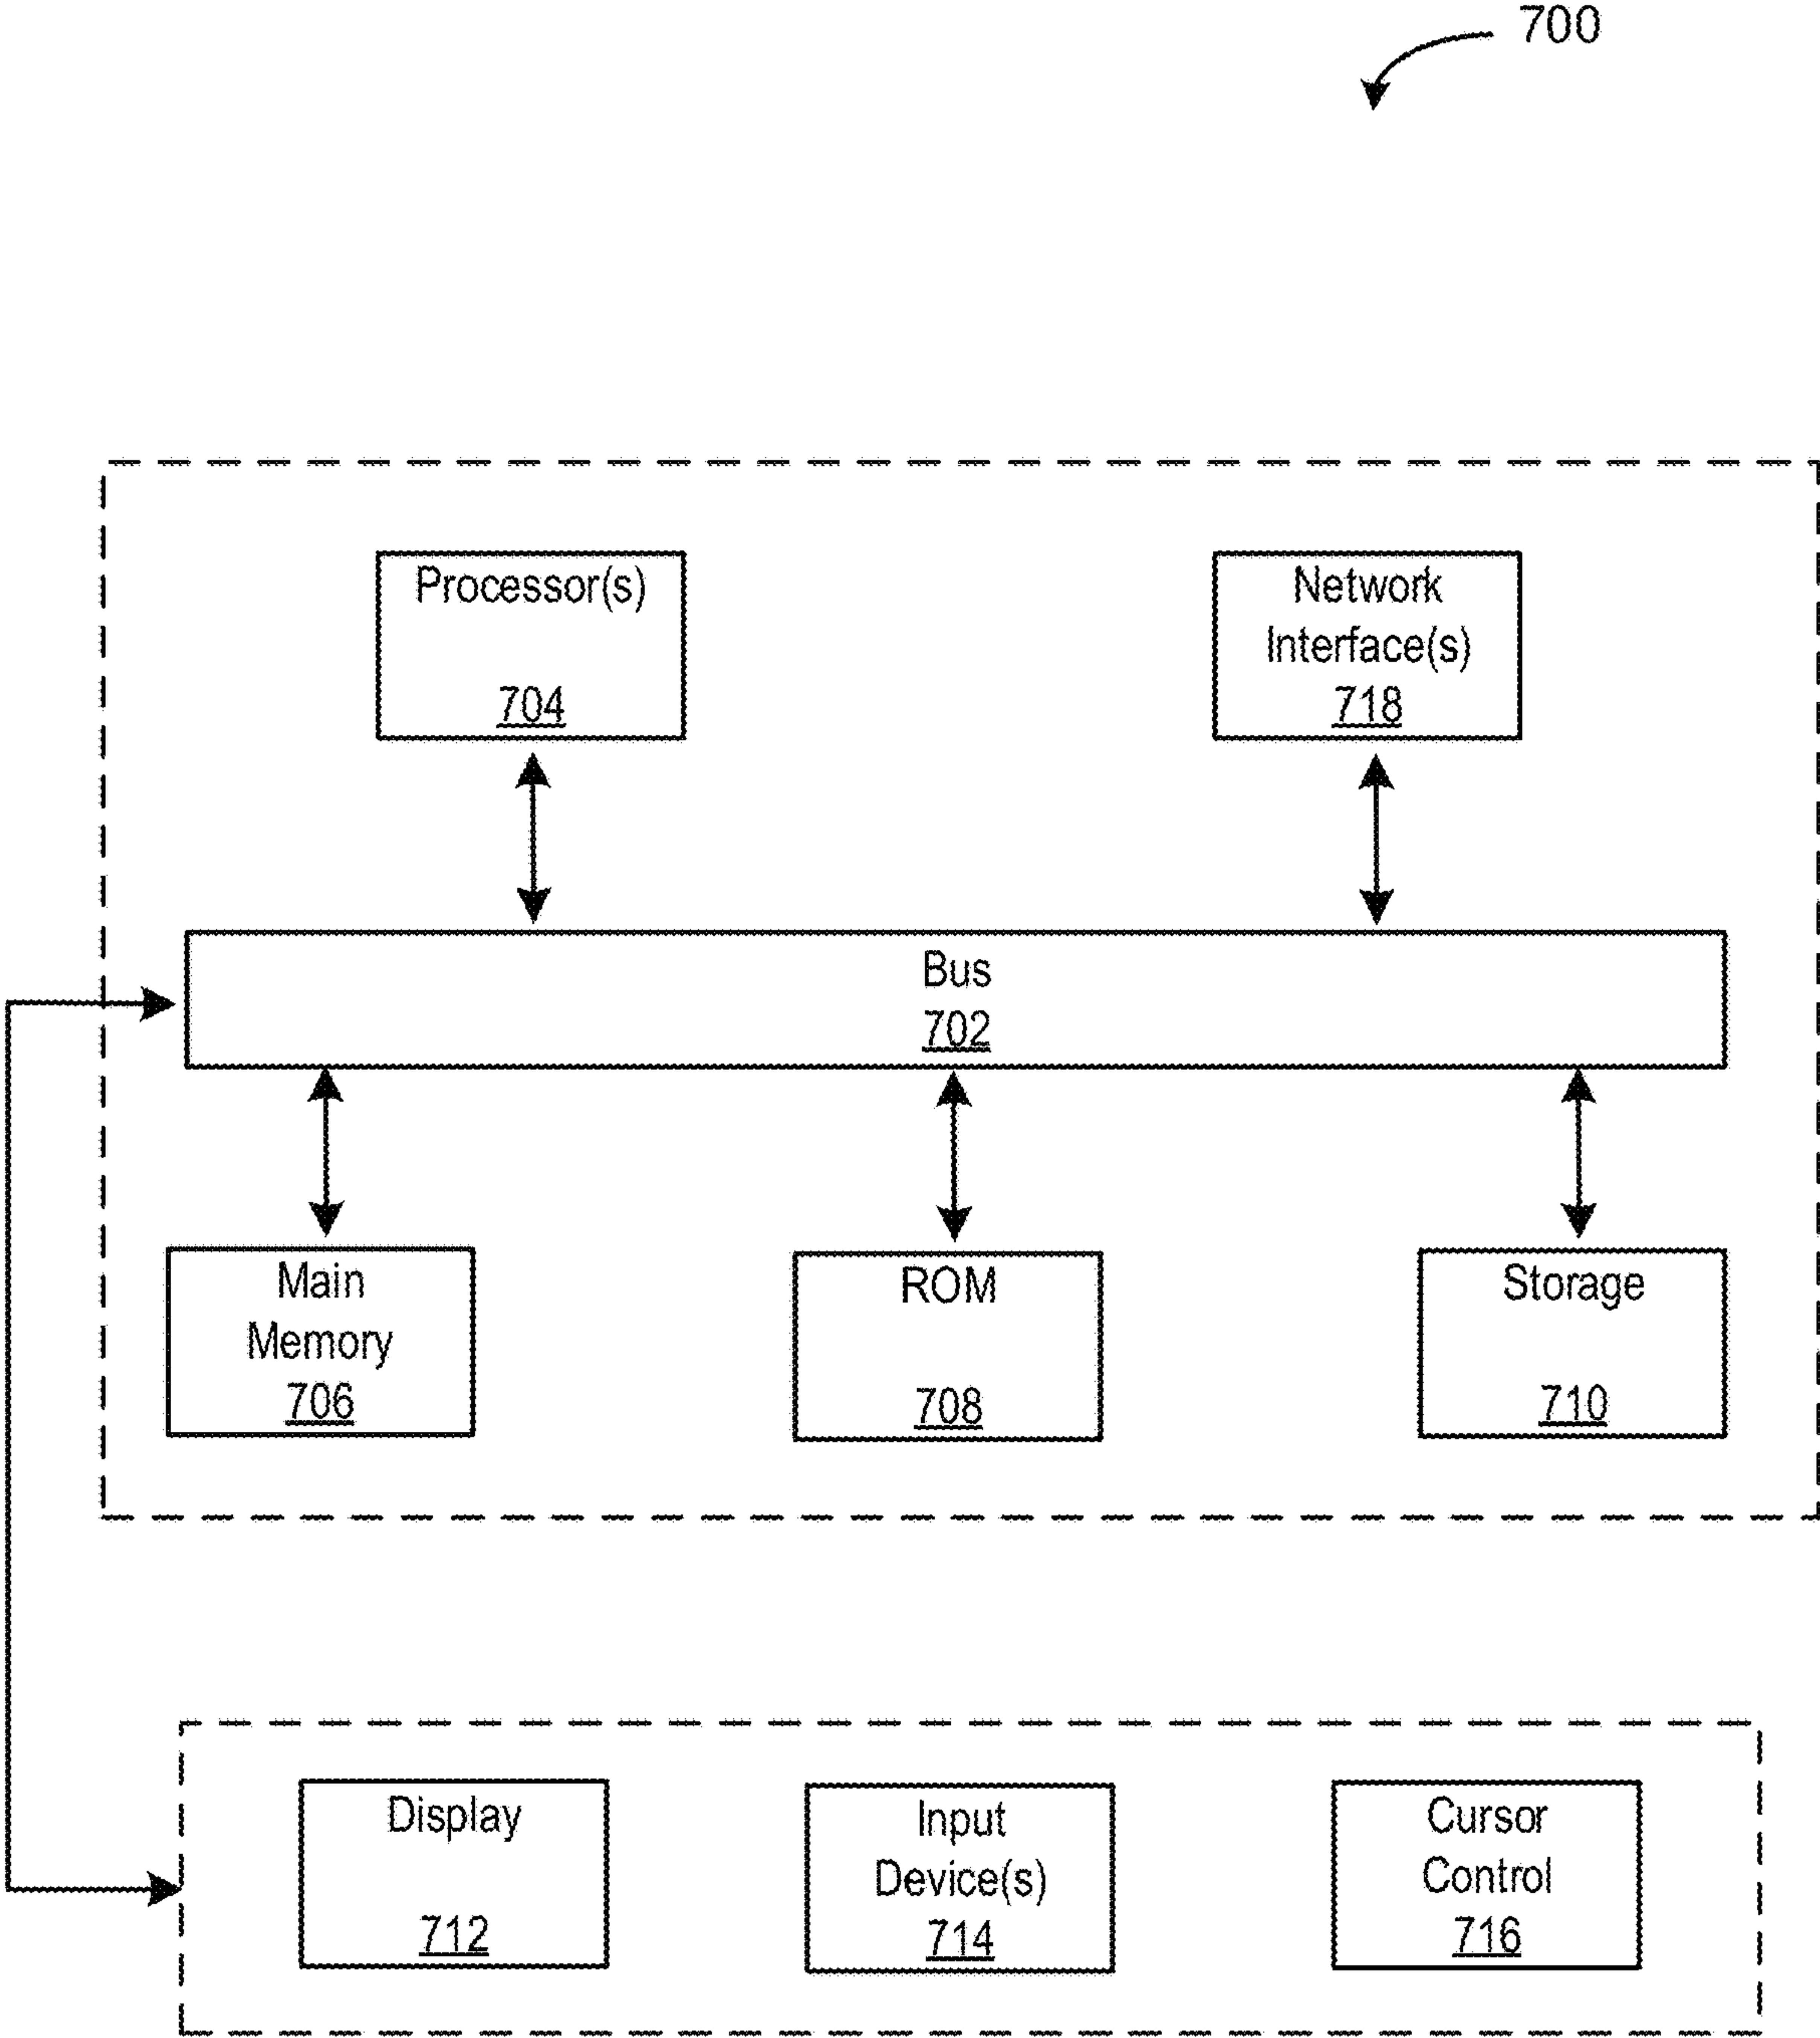 700
Processor(s)
704
Network
Interface(s)
718
Bus
702
Main
Memory
706
ROM
708
Storage
710
Display
712
Input
Device(s)
714
Cursor
Control
716